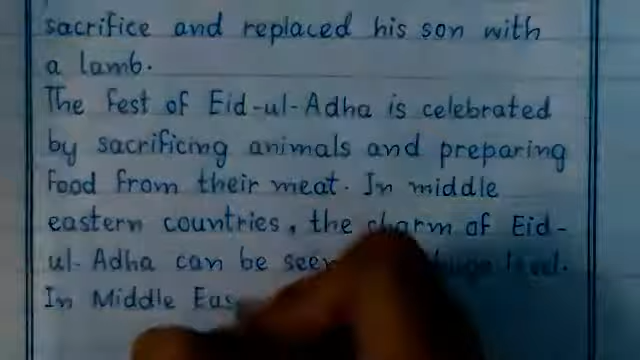 sacrifice and replaced his son with
a lamb.
The Fest of Eid-ul-Adha is celebrated
by sacrificing animals and preparing
Food from their meat. In middle
eastern countries, the charm of Eid-
ul-Adha can be seen huge level.
In Middle Eas